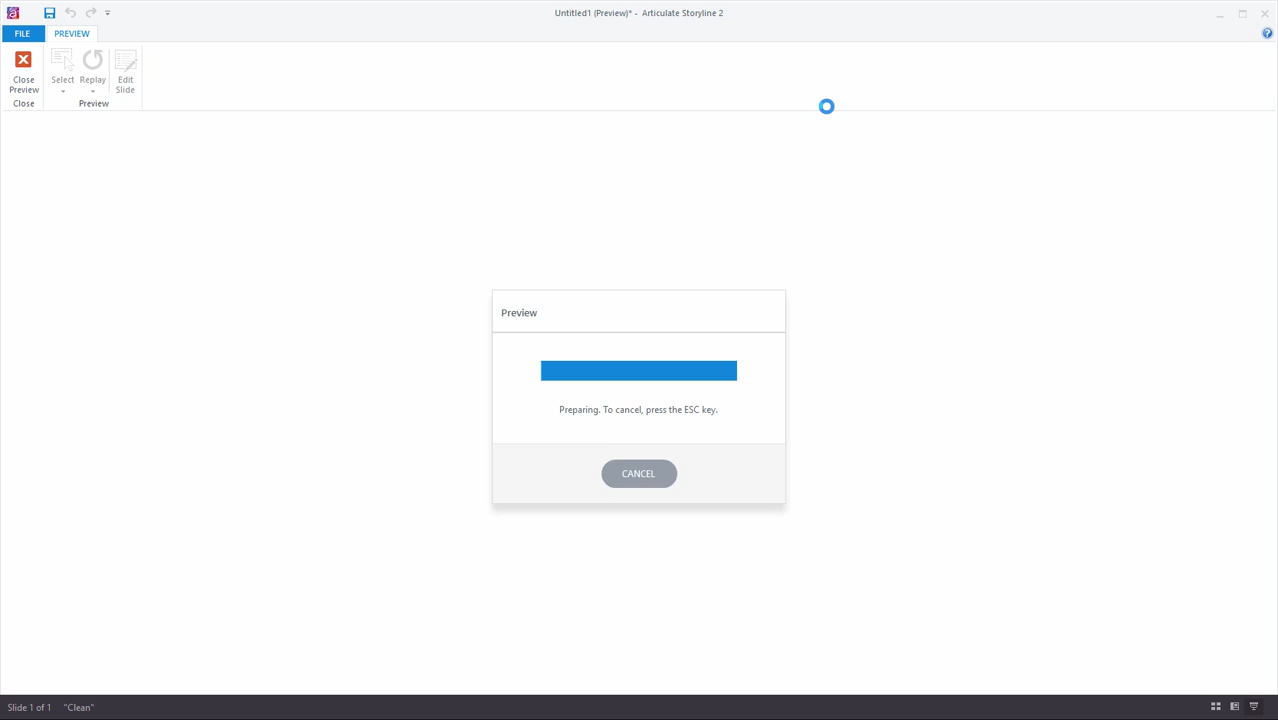 Untitled1 (Preview)* - Articulate Storyline 2
FILE
PREVIEW
Close Preview
Select
Replay
Edit Slide
Close
Preview
Preview
Preparing. To cancel, press the ESC key.
CANCEL
Slide 1 of 1
"Clean"